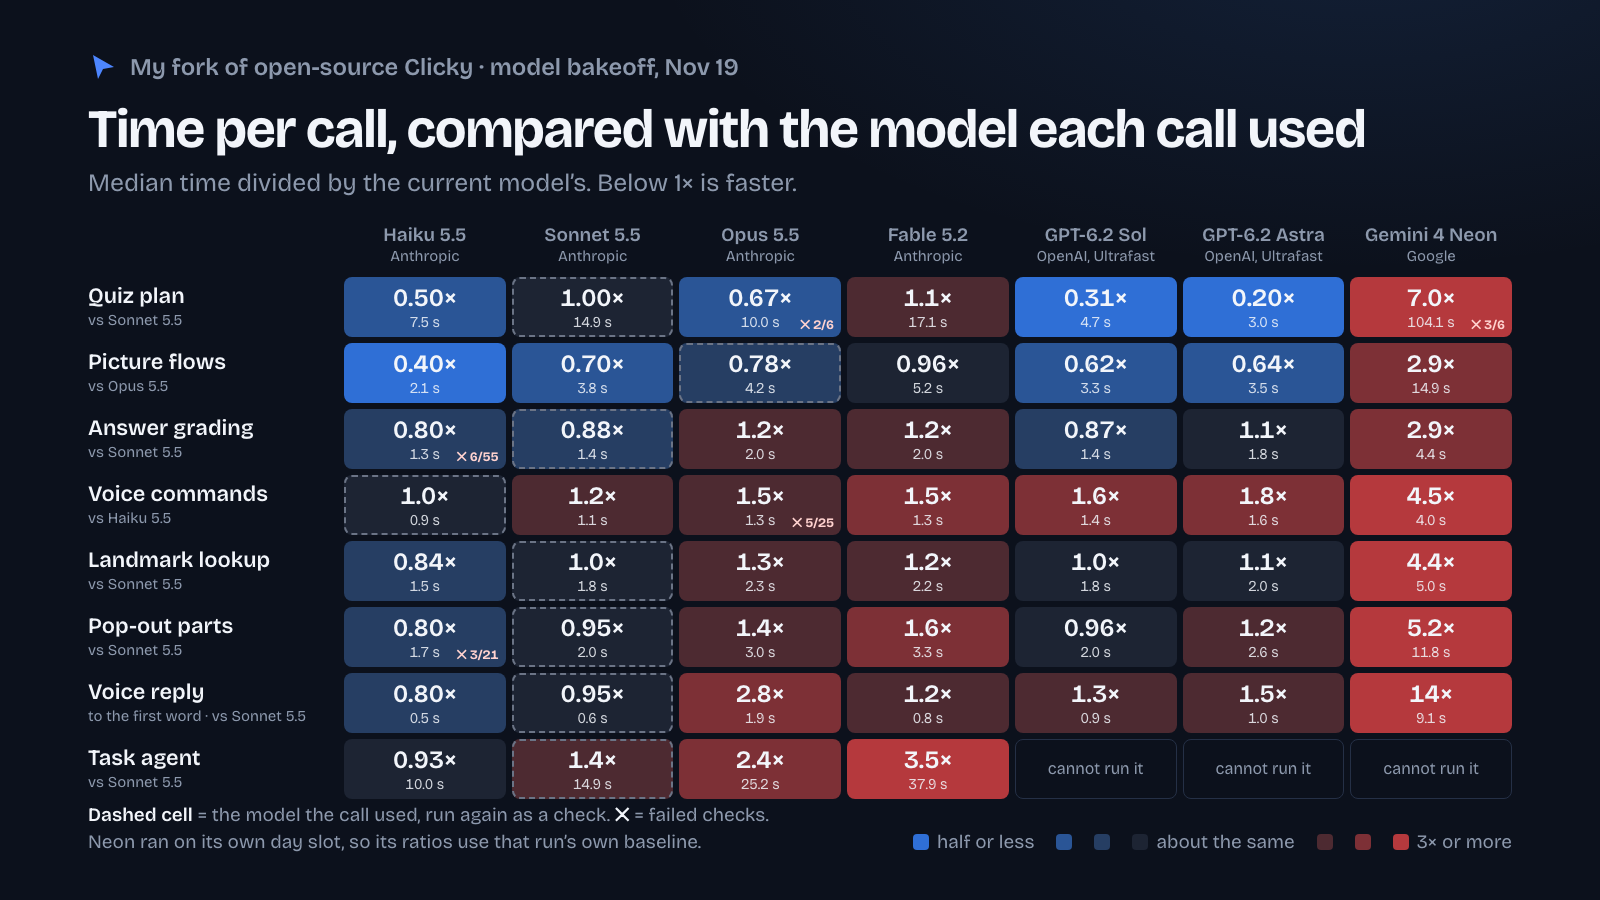 My fork of open-source Clicky · model bakeoff, Nov 19
Time per call, compared with the model each call used
Median time divided by the current model's. Below 1× is faster.
Haiku 5.5 Sonnet 5.5 Opus 5.5 Fable 5.2 GPT-6.2 Sol GPT-6.2 Astra Gemini 4 Neon
Anthropic Anthropic Anthropic Anthropic OpenAI, Ultrafast OpenAI, Ultrafast Google
Quiz plan 0.50× 1.00× 0.67× 1.1× 0.31× 0.20× 7.0×
vs Sonnet 5.5 7.5 s 14.9 s 10.0 s ✕ 2/6 17.1 s 4.7 s 3.0 s 104.1 s ✕ 3/6
Picture flows 0.40× 0.70× 0.78× 0.96× 0.62× 0.64× 2.9×
vs Opus 5.5 2.1 s 3.8 s 4.2 s 5.2 s 3.3 s 3.5 s 14.9 s
Answer grading 0.80× 0.88× 1.2× 1.2× 0.87× 1.1× 2.9×
vs Sonnet 5.5 1.3 s ✕ 6/55 1.4 s 2.0 s 2.0 s 1.4 s 1.8 s 4.4 s
Voice commands 1.0× 1.2× 1.5× 1.5× 1.6× 1.8× 4.5×
vs Haiku 5.5 0.9 s 1.1 s 1.3 s ✕ 5/25 1.3 s 1.4 s 1.6 s 4.0 s
Landmark lookup 0.84× 1.0× 1.3× 1.2× 1.0× 1.1× 4.4×
vs Sonnet 5.5 1.5 s 1.8 s 2.3 s 2.2 s 1.8 s 2.0 s 5.0 s
Pop-out parts 0.80× 0.95× 1.4× 1.6× 0.96× 1.2× 5.2×
vs Sonnet 5.5 1.7 s ✕ 3/21 2.0 s 3.0 s 3.3 s 2.0 s 2.6 s 11.8 s
Voice reply 0.80× 0.95× 2.8× 1.2× 1.3× 1.5× 14×
to the first word · vs Sonnet 5.5 0.5 s 0.6 s 1.9 s 0.8 s 0.9 s 1.0 s 9.1 s
Task agent 0.93× 1.4× 2.4× 3.5× cannot run it cannot run it cannot run it
vs Sonnet 5.5 10.0 s 14.9 s 25.2 s 37.9 s
Dashed cell = the model the call used, run again as a check. ✕ = failed checks.
Neon ran on its own day slot, so its ratios use that run's own baseline.
half or less about the same 3× or more